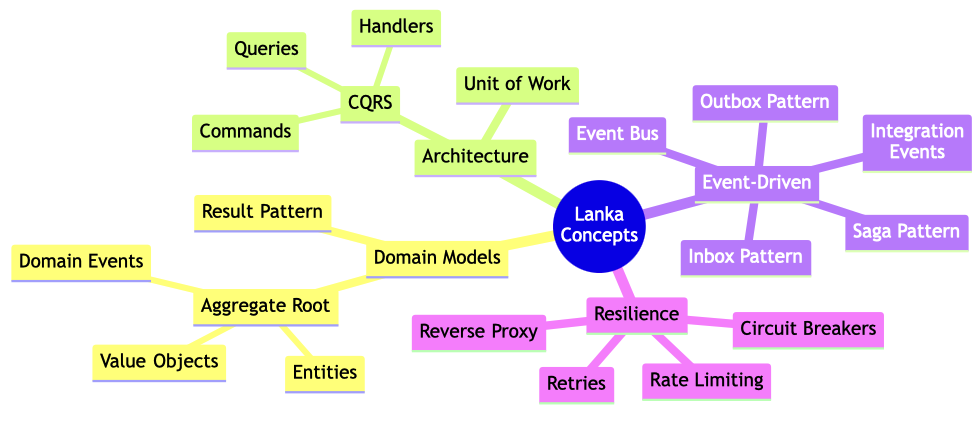 Handlers
Queries
CQRS
Commands
Unit of Work
Architecture
Outbox Pattern
Event Bus
Integration
Events
Event-Driven
Saga Pattern
Inbox Pattern
Lanka
Concepts
Result Pattern
Domain Models
Domain Events
Aggregate Root
Value Objects
Entities
Resilience
Reverse Proxy
Circuit Breakers
Retries
Rate Limiting